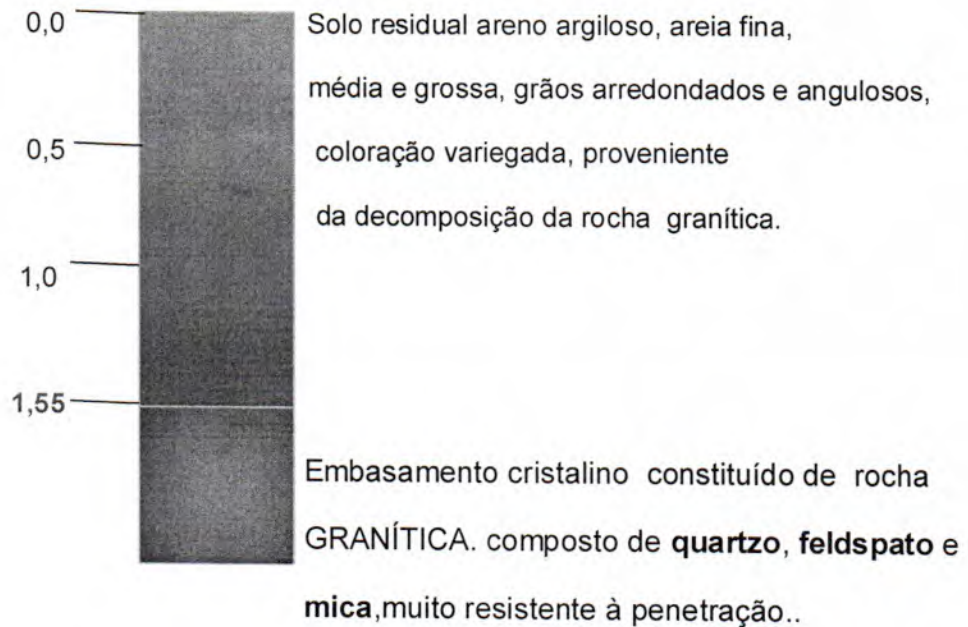 0,0
Solo residual areno argiloso, areia fina,
média e grossa, grãos arredondados e angulosos,
0,5
coloração variegada, proveniente
da decomposição da rocha granítica.
1,0
1,55
Embasamento cristalino constituído de rocha
GRANÍTICA. composto de quartzo, feldspato e
mica,muito resistente à penetração..